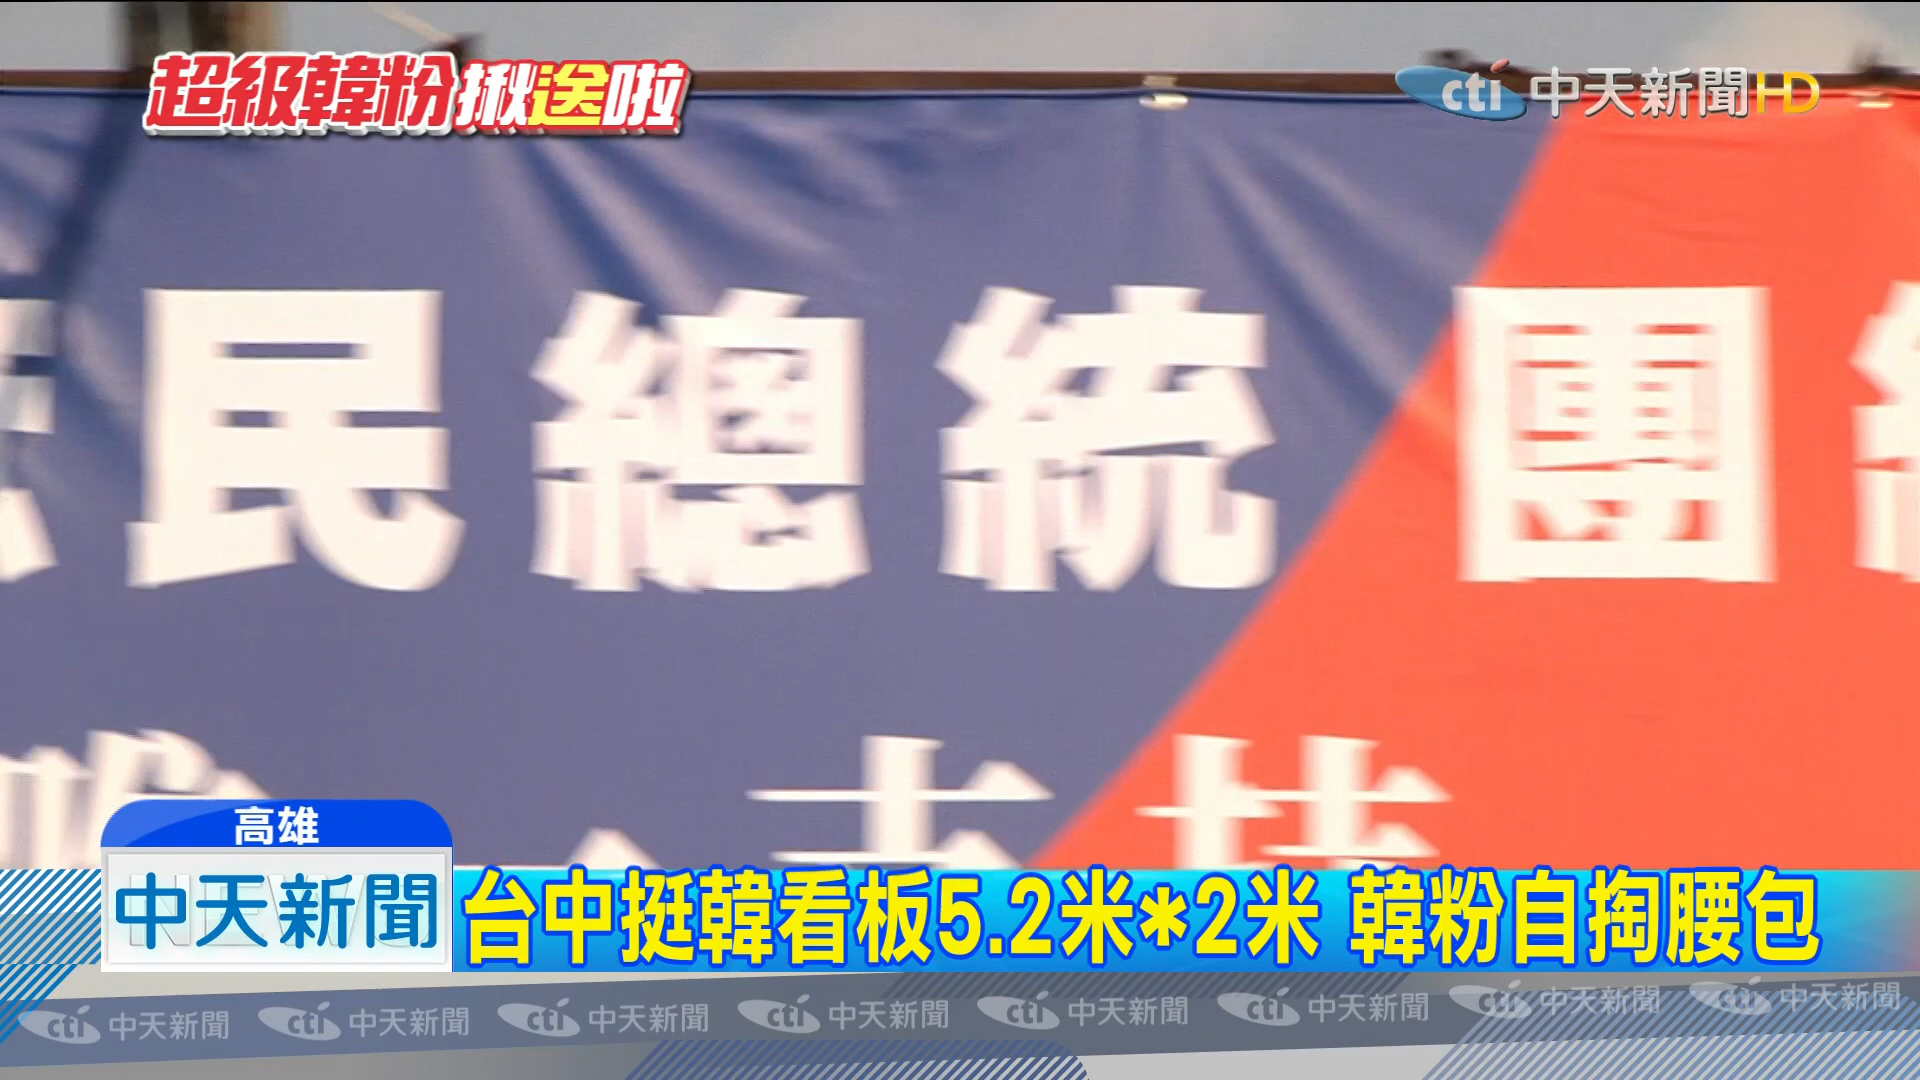 超級韓粉揪送啦
cti 中天新聞HD
民總統 團
支持
高雄
中天新聞
NEWS
台中挺韓看板5.2米*2米 韓粉自掏腰包
cti 中天新聞 cti 中天新聞 cti 中天新聞 cti 中天新聞 cti 中天新聞 cti 中天新聞 cti 中天新聞 cti 中天新聞